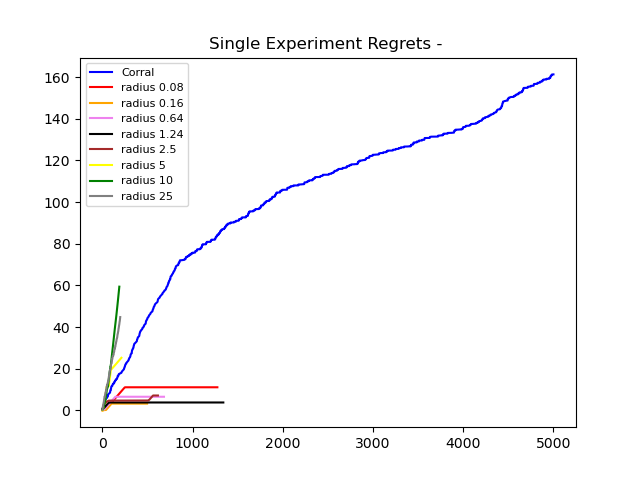 Single Experiment Regrets -
160
140
120
100
80
60
40
20
0
Corral
radius 0.08
radius 0.16
radius 0.64
radius 1.24
radius 2.5
radius 5
radius 10
radius 25
0 1000 2000 3000 4000 5000